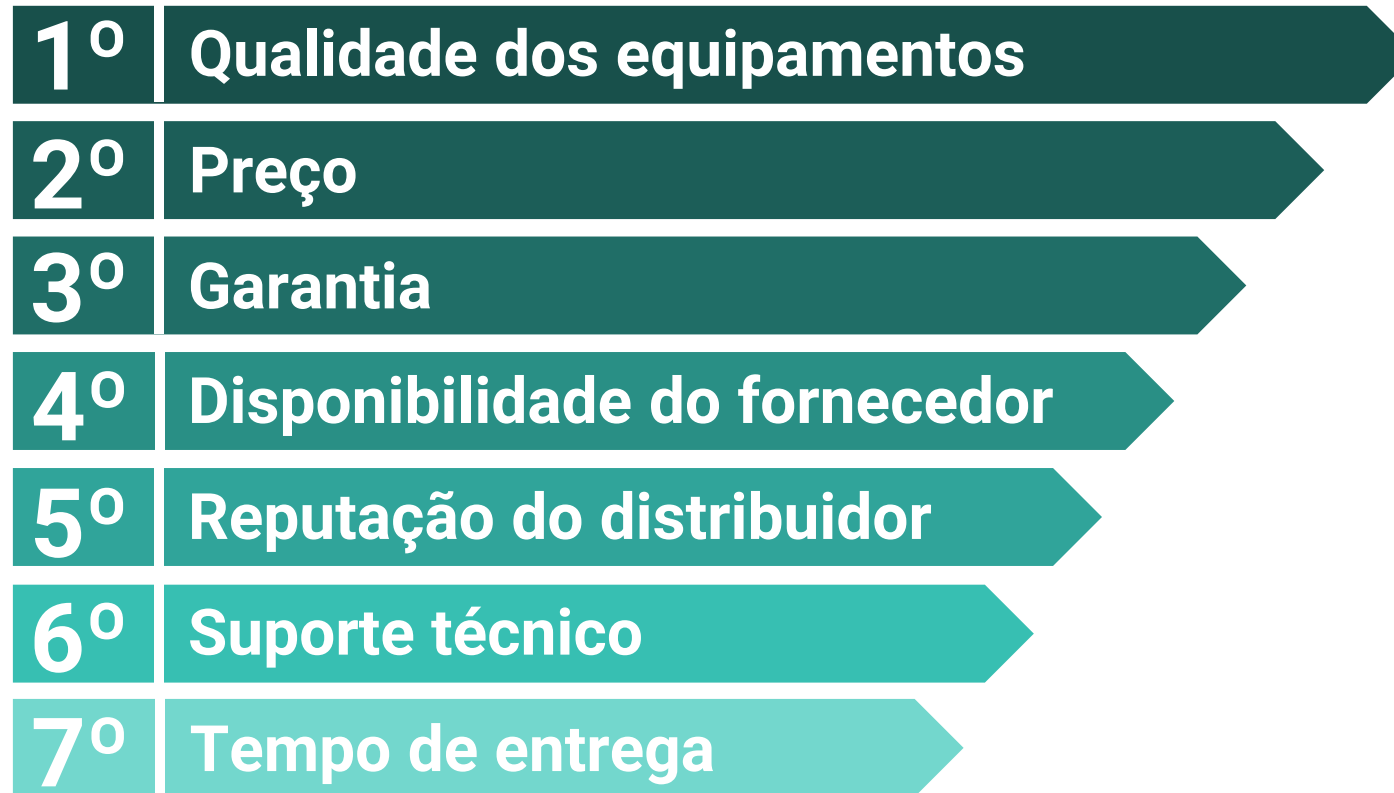 1º Qualidade dos equipamentos
2º Preço
3º Garantia
4º Disponibilidade do fornecedor
5º Reputação do distribuidor
6º Suporte técnico
7º Tempo de entrega